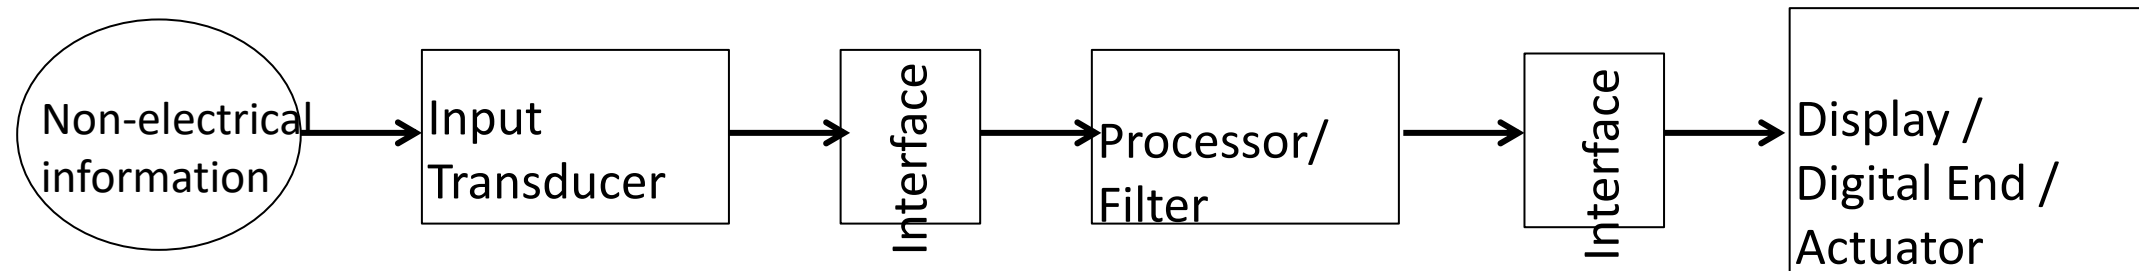 Non-electrical
information
Input
Transducer
Interface
Processor/
Filter
Interface
Display /
Digital End /
Actuator